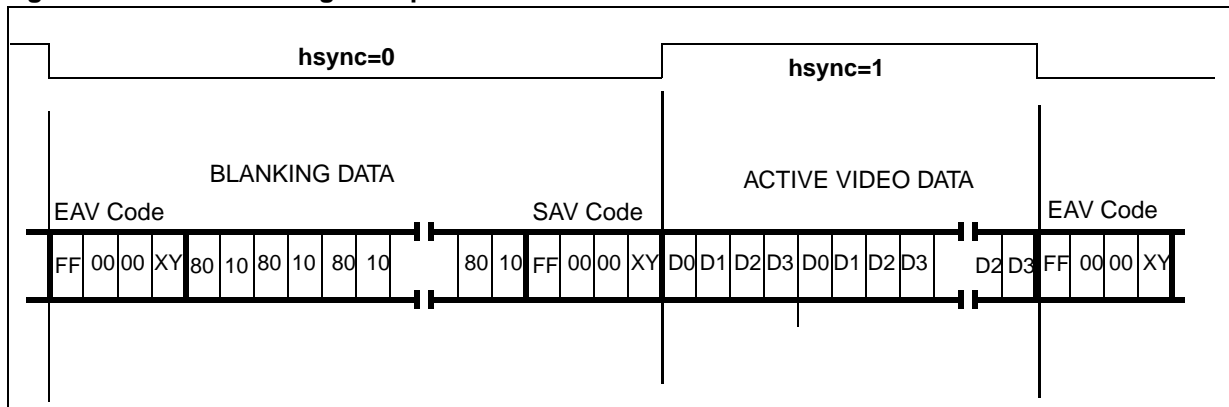 hsync=0
hsync=1
BLANKING DATA
ACTIVE VIDEO DATA
EAV Code
SAV Code
EAV Code
FF 00 00 XY 80 10 80 10 80 10 80 10 FF 00 00 XY D0 D1 D2 D3 D0 D1 D2 D3 D2 D3 FF 00 00 XY